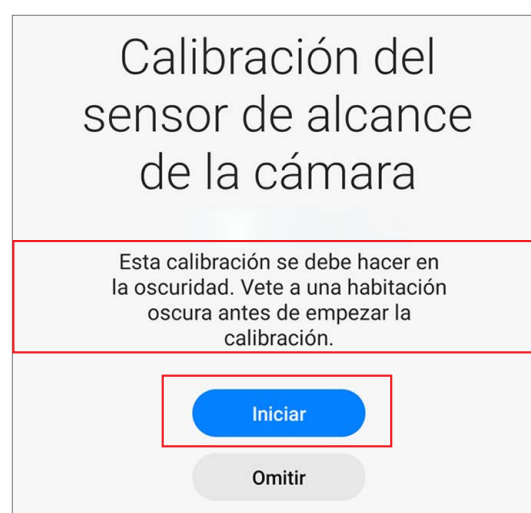 Calibración del
sensor de alcance
de la cámara
Esta calibración se debe hacer en
la oscuridad. Vete a una habitación
oscura antes de empezar la
calibración.
Iniciar
Omitir